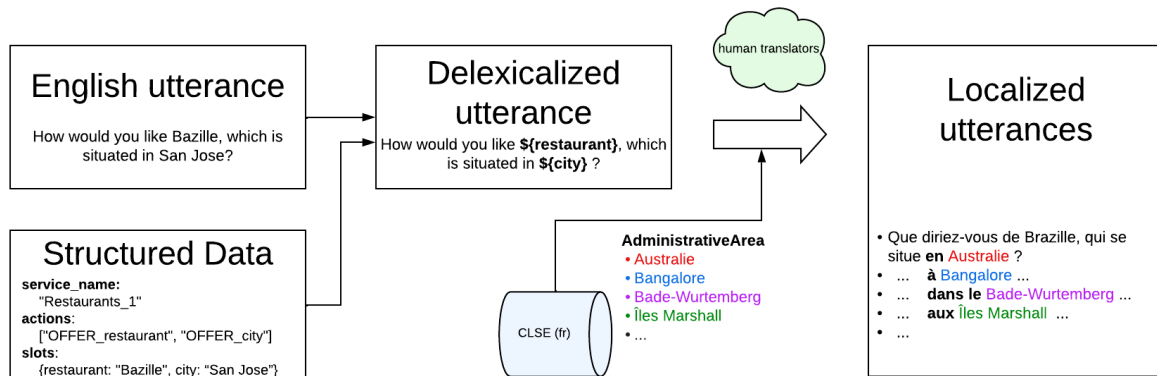 English utterance
How would you like Bazille, which is
situated in San Jose?
Structured Data
service_name:
"Restaurants_1"
actions:
["OFFER_restaurant", "OFFER_city"]
slots:
{restaurant: "Bazille", city: "San Jose"}
Delexicalized
utterance
How would you like ${restaurant}, which
is situated in ${city} ?
human translators
AdministrativeArea
• Australie
• Bangalore
• Bade-Wurtemberg
• Îles Marshall
• ...
CLSE (fr)
Localized
utterances
• Que diriez-vous de Brazille, qui se
situe en Australie ?
• ... à Bangalore ...
• ... dans le Bade-Wurtemberg ...
• ... aux Îles Marshall ...
• ...